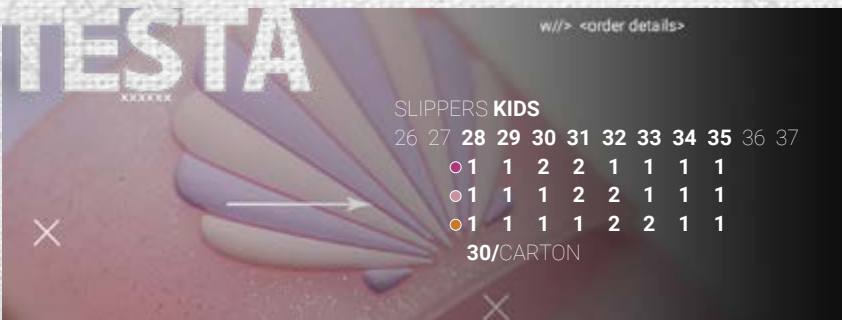 TESTA
xxxxxx
w//> <order details>
SLIPPERS KIDS
26 27 28 29 30 31 32 33 34 35 36 37
1 1 2 2 1 1 1 1
1 1 1 2 2 1 1 1
1 1 1 1 2 2 1 1
30/CARTON